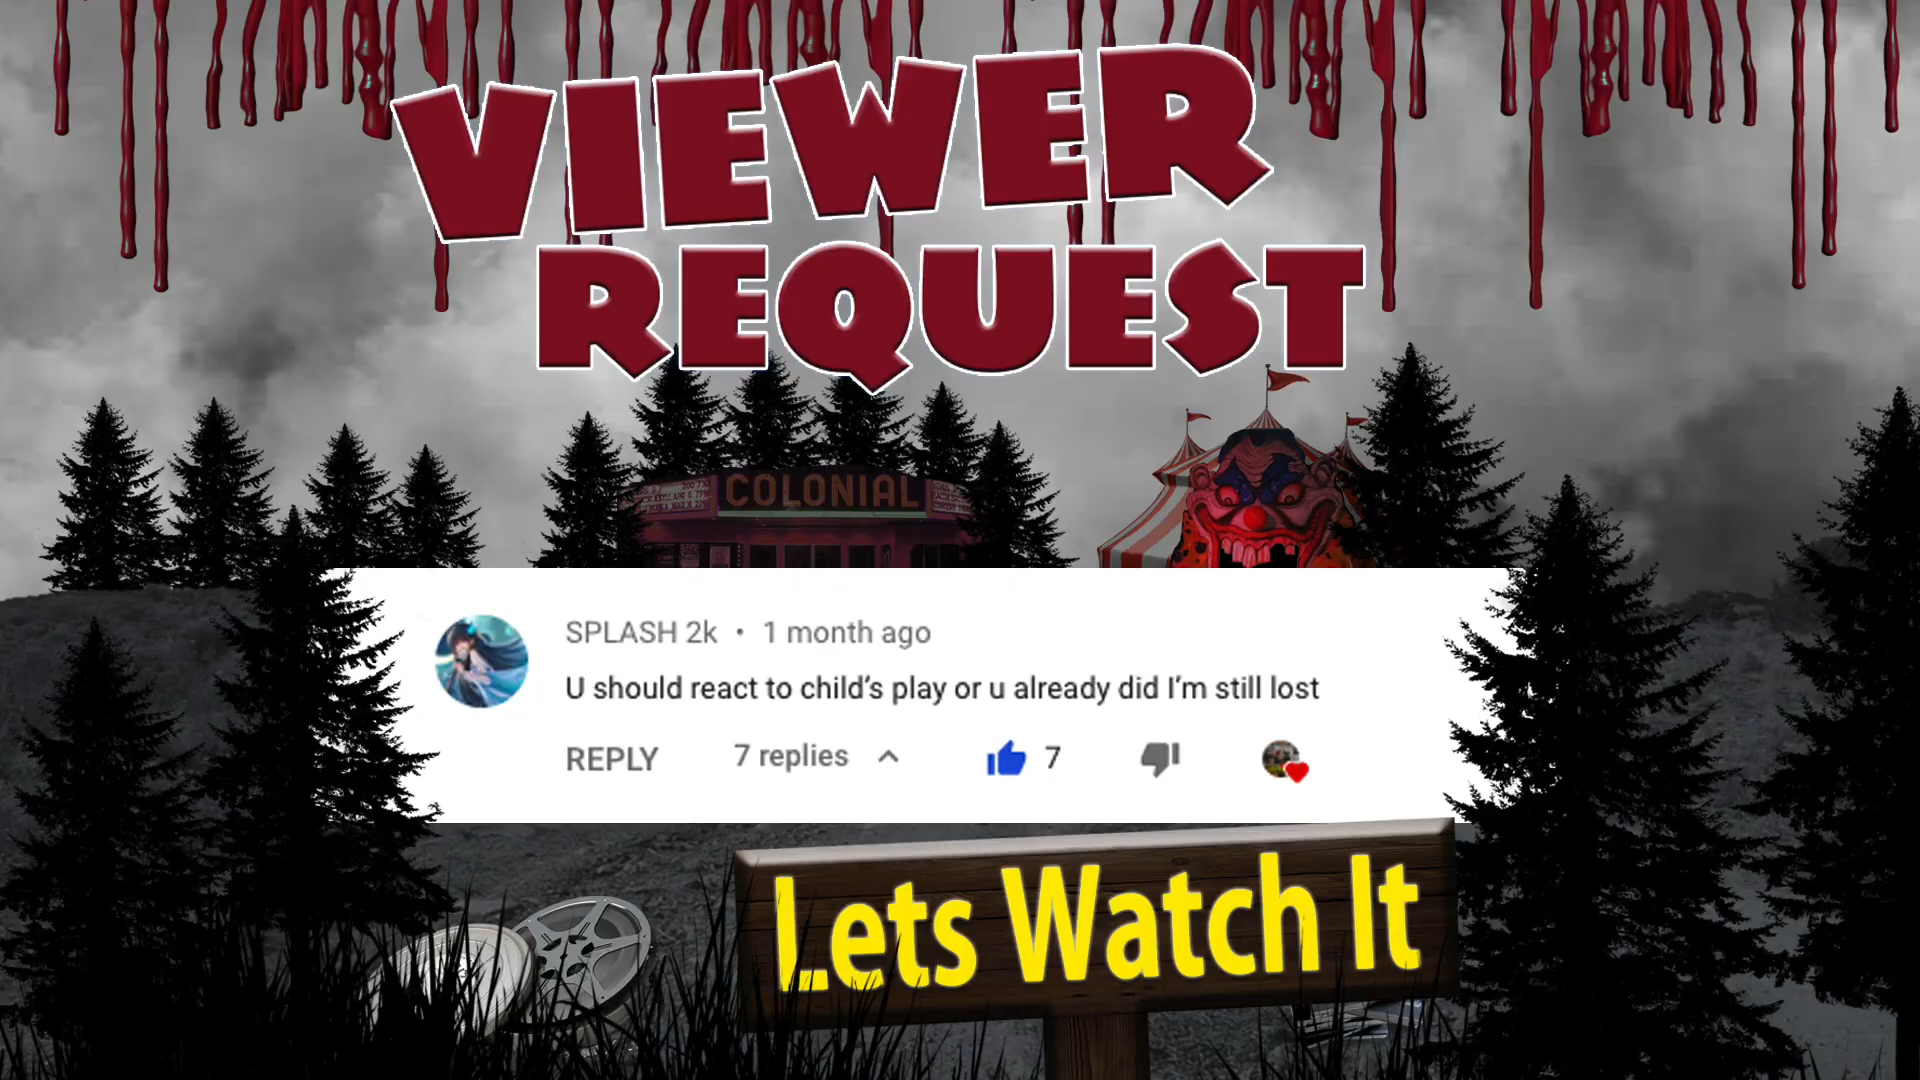 VIEWER
REQUEST
COLONIAL
SPLASH 2k • 1 month ago
U should react to child’s play or u already did I’m still lost
REPLY 7 replies 7
Lets Watch It